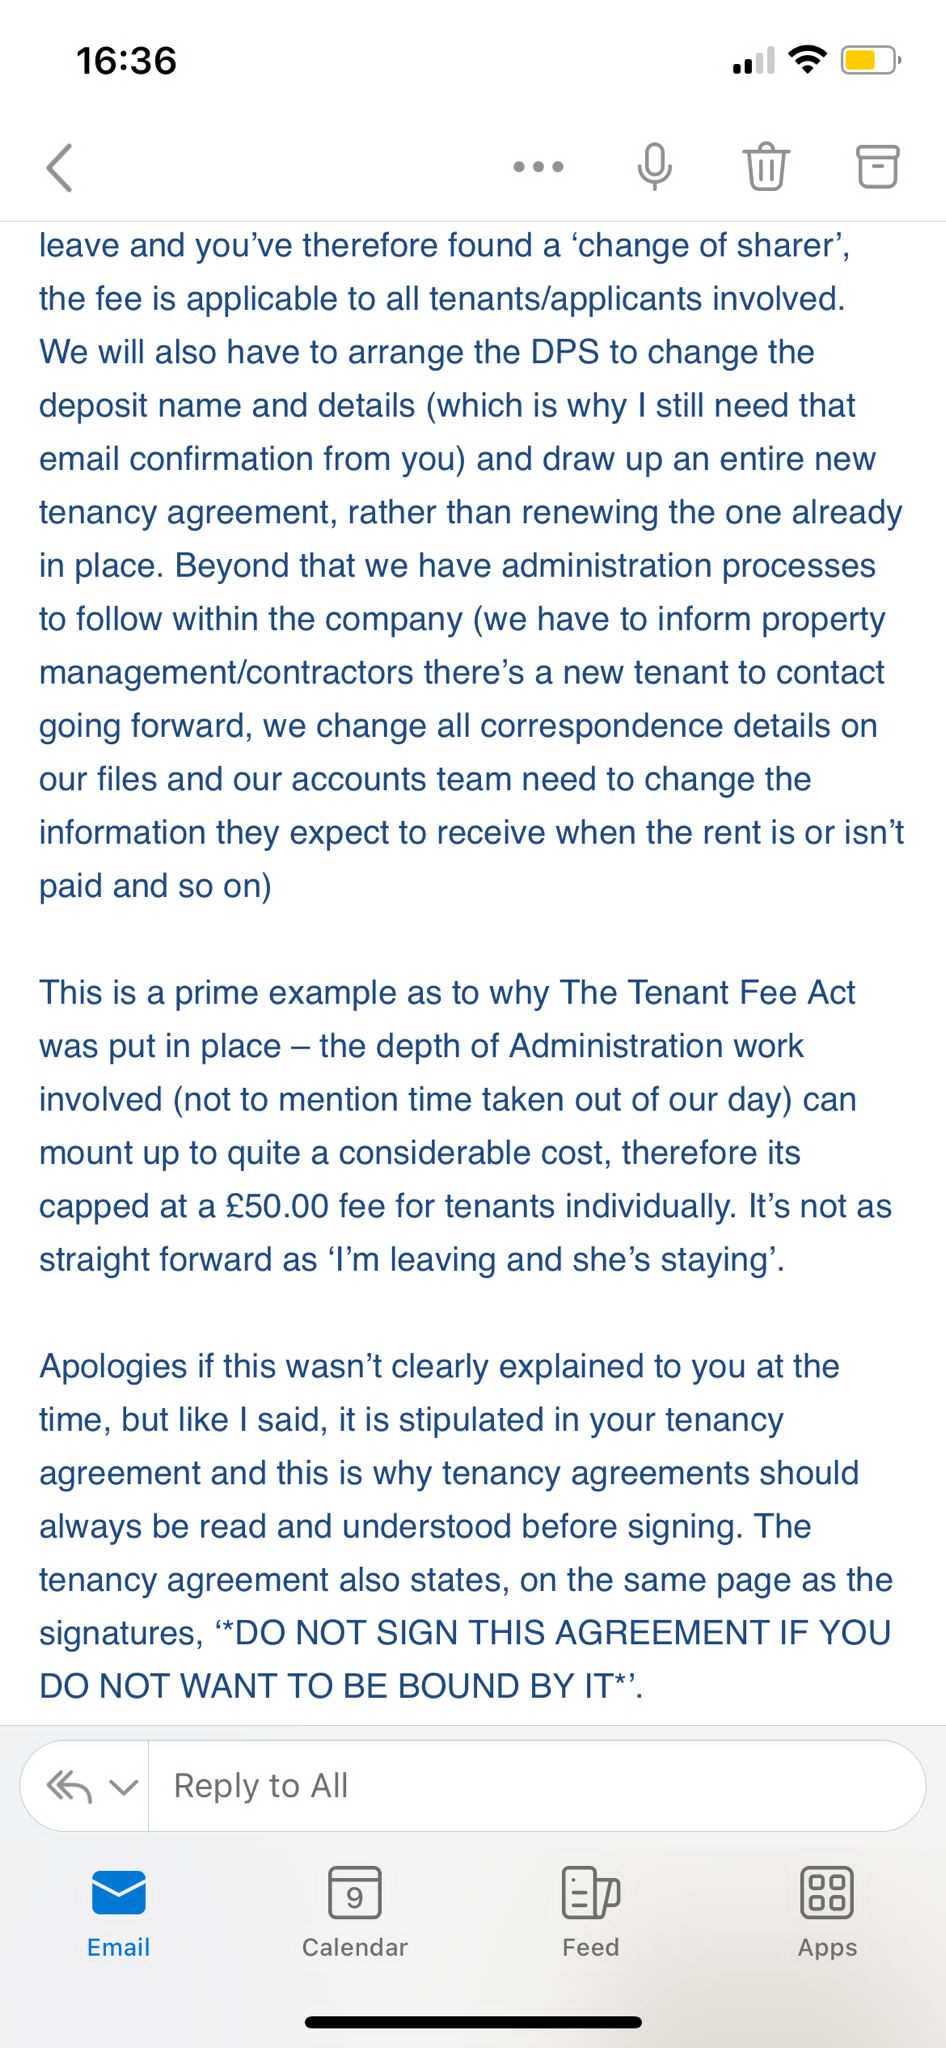 16:36
leave and you’ve therefore found a ‘change of sharer’,
the fee is applicable to all tenants/applicants involved.
We will also have to arrange the DPS to change the
deposit name and details (which is why I still need that
email confirmation from you) and draw up an entire new
tenancy agreement, rather than renewing the one already
in place. Beyond that we have administration processes
to follow within the company (we have to inform property
management/contractors there’s a new tenant to contact
going forward, we change all correspondence details on
our files and our accounts team need to change the
information they expect to receive when the rent is or isn’t
paid and so on)
This is a prime example as to why The Tenant Fee Act
was put in place – the depth of Administration work
involved (not to mention time taken out of our day) can
mount up to quite a considerable cost, therefore its
capped at a £50.00 fee for tenants individually. It’s not as
straight forward as ‘I’m leaving and she’s staying’.
Apologies if this wasn’t clearly explained to you at the
time, but like I said, it is stipulated in your tenancy
agreement and this is why tenancy agreements should
always be read and understood before signing. The
tenancy agreement also states, on the same page as the
signatures, ‘*DO NOT SIGN THIS AGREEMENT IF YOU
DO NOT WANT TO BE BOUND BY IT*’.
Reply to All
9
Email Calendar Feed Apps